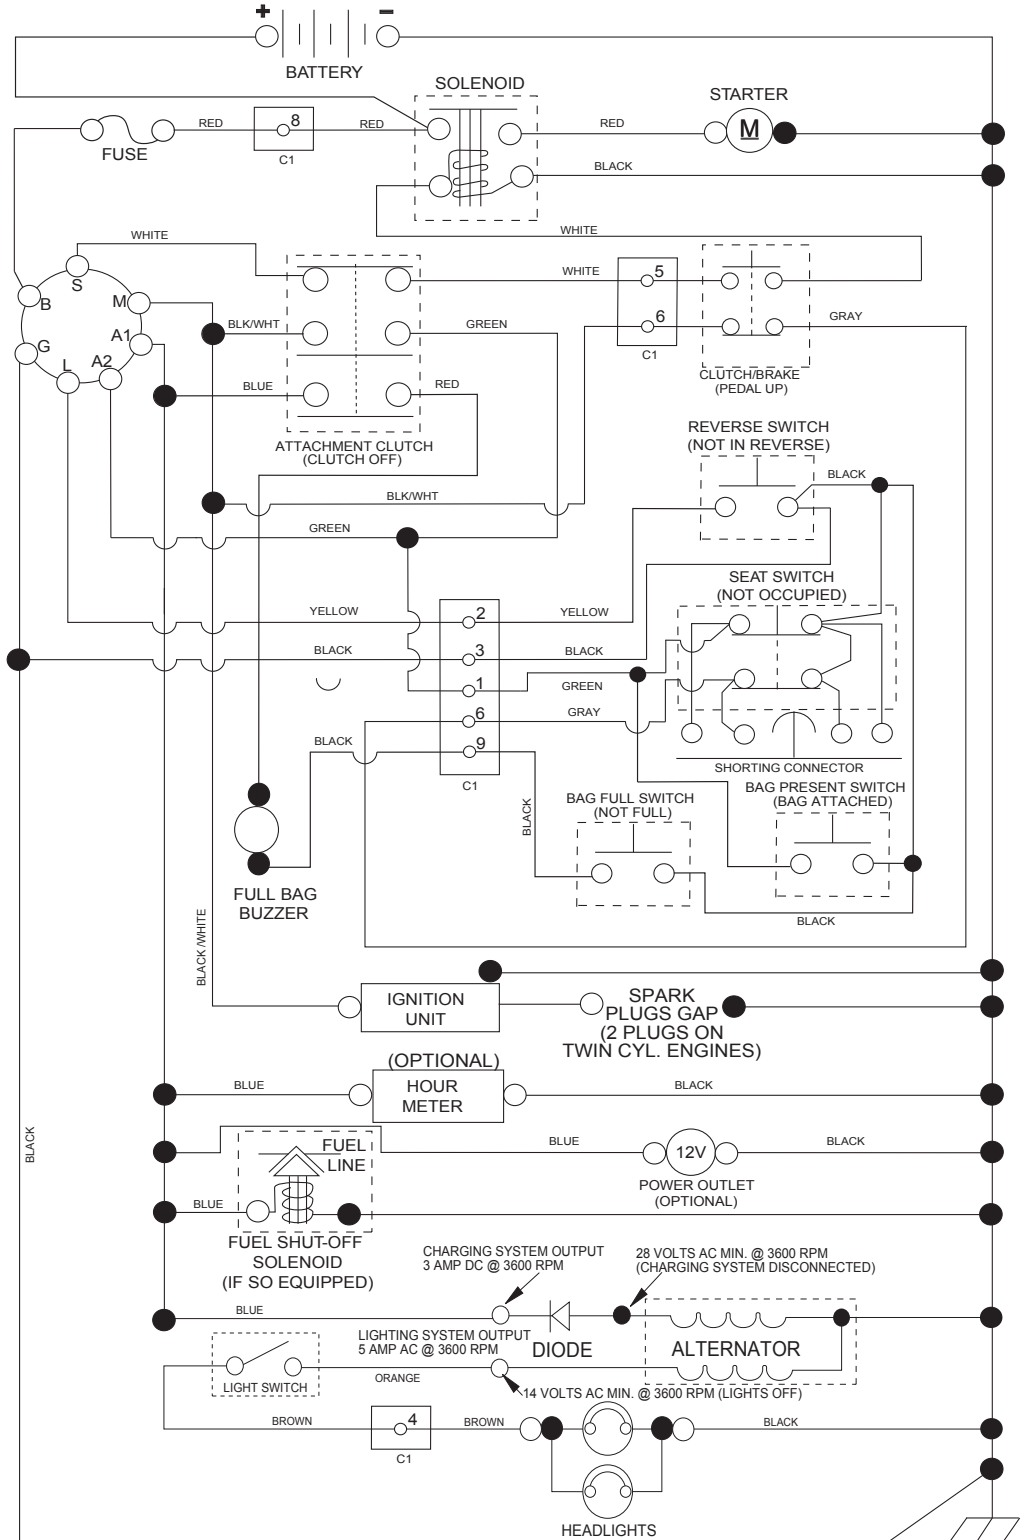 + −
BATTERY
SOLENOID
STARTER
RED
8
RED
RED
M
FUSE
C1
BLACK
WHITE
WHITE
S
B
M
WHITE
5
A1
BLK/WHT
GREEN
6
GRAY
G
C1
L
A2
BLUE
RED
CLUTCH/BRAKE
(PEDAL UP)
ATTACHMENT CLUTCH
(CLUTCH OFF)
REVERSE SWITCH
(NOT IN REVERSE)
BLACK
BLK/WHT
GREEN
SEAT SWITCH
(NOT OCCUPIED)
YELLOW
2
YELLOW
BLACK
3
BLACK
1
GREEN
6
GRAY
BLACK
9
C1
SHORTING CONNECTOR
BAG FULL SWITCH
(NOT FULL)
BAG PRESENT SWITCH
(BAG ATTACHED)
BLACK
FULL BAG
BUZZER
BLACK
BLACK /WHITE
IGNITION
UNIT
SPARK
PLUGS GAP
(2 PLUGS ON
TWIN CYL. ENGINES)
(OPTIONAL)
BLUE
HOUR
METER
BLACK
BLACK
FUEL
LINE
BLUE
12V
BLACK
POWER OUTLET
(OPTIONAL)
BLUE
FUEL SHUT-OFF
SOLENOID
(IF SO EQUIPPED)
CHARGING SYSTEM OUTPUT
3 AMP DC @ 3600 RPM
28 VOLTS AC MIN. @ 3600 RPM
(CHARGING SYSTEM DISCONNECTED)
BLUE
LIGHTING SYSTEM OUTPUT
5 AMP AC @ 3600 RPM
DIODE
ALTERNATOR
LIGHT SWITCH
ORANGE
14 VOLTS AC MIN. @ 3600 RPM (LIGHTS OFF)
BROWN
4
BROWN
BLACK
C1
HEADLIGHTS